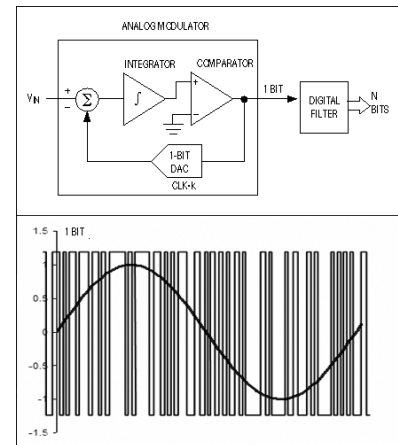 ANALOG MODULATOR
INTEGRATOR
COMPARATOR
+
−
VIN
Σ
∫
+
−
1 BIT
DIGITAL
FILTER
N
BITS
1-BIT
DAC
CLK•k
1.5
1 BIT
1
0.5
0
-0.5
-1
-1.5